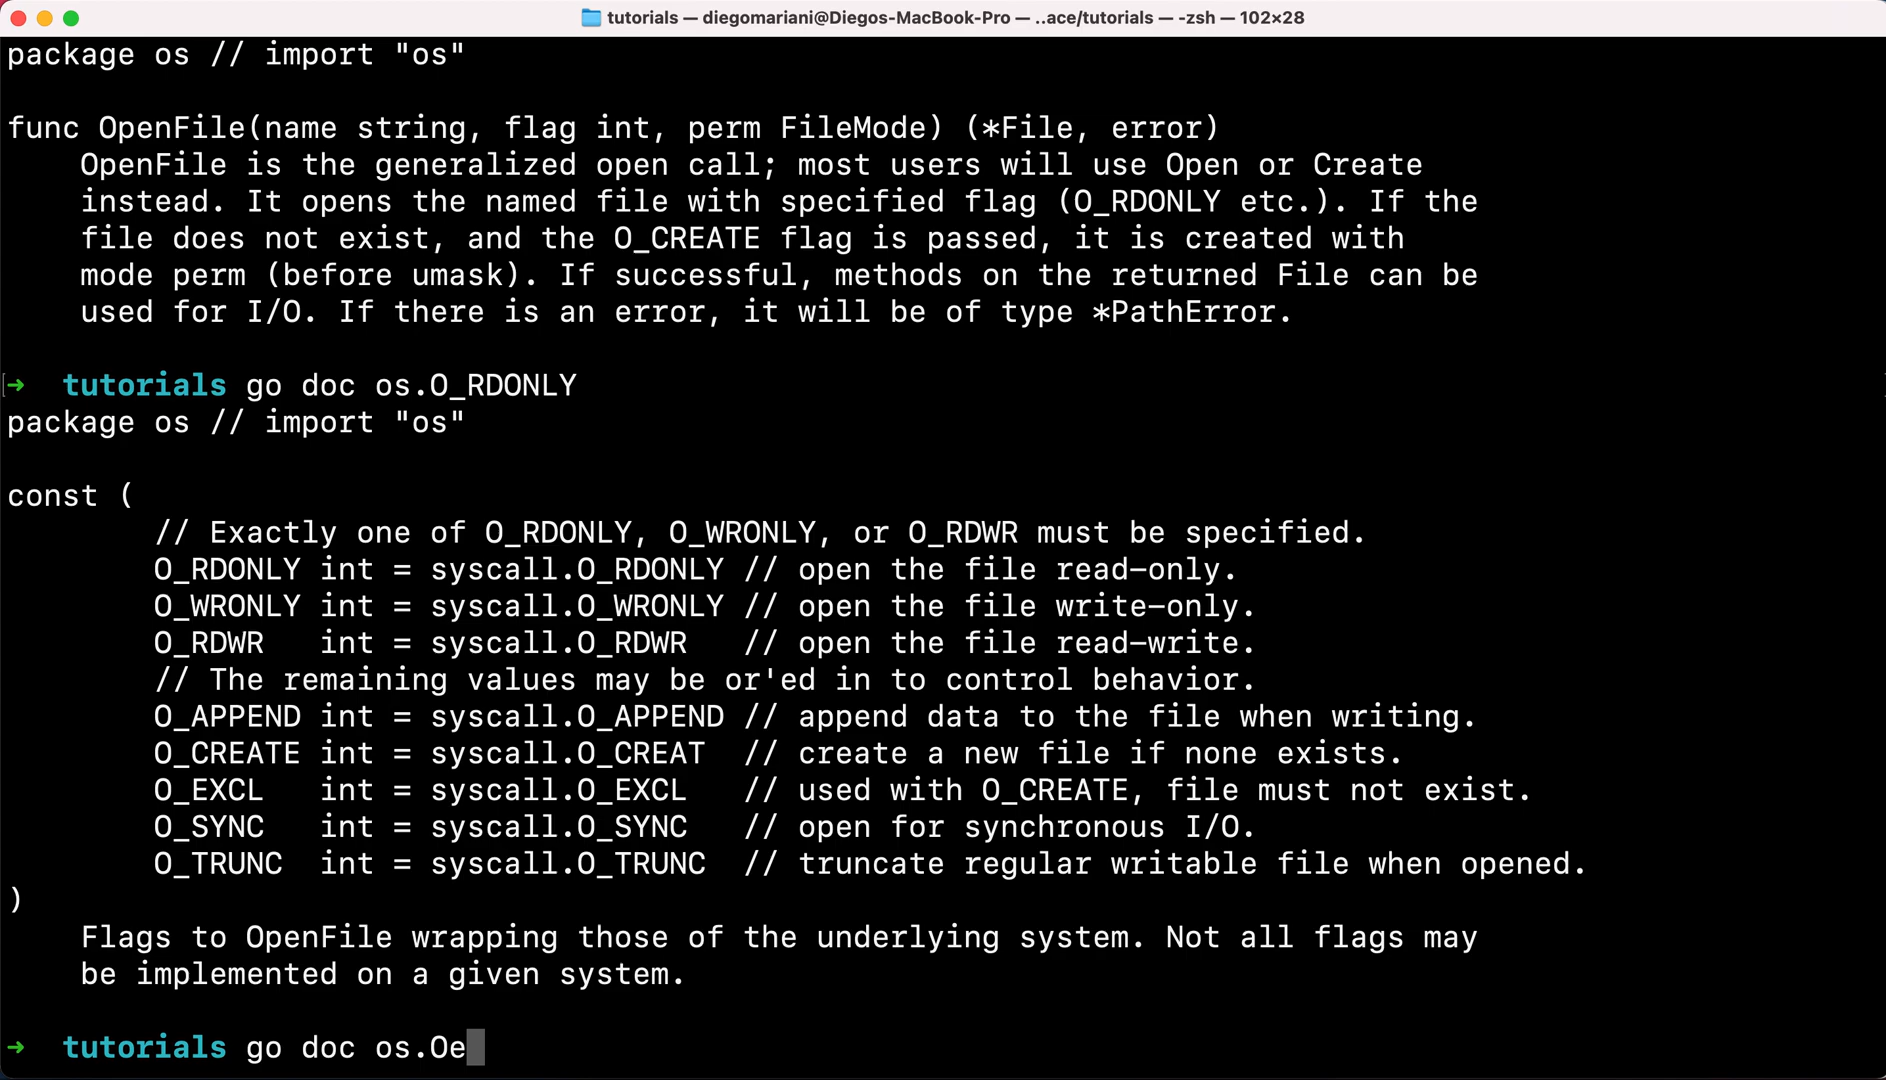 tutorials — diegomariani@Diegos-MacBook-Pro — ..ace/tutorials — -zsh — 102×28
package os // import "os"
func OpenFile(name string, flag int, perm FileMode) (*File, error)
    OpenFile is the generalized open call; most users will use Open or Create
    instead. It opens the named file with specified flag (O_RDONLY etc.). If the
    file does not exist, and the O_CREATE flag is passed, it is created with
    mode perm (before umask). If successful, methods on the returned File can be
    used for I/O. If there is an error, it will be of type *PathError.
[➜  tutorials go doc os.O_RDONLY
package os // import "os"
const (
        // Exactly one of O_RDONLY, O_WRONLY, or O_RDWR must be specified.
        O_RDONLY int = syscall.O_RDONLY // open the file read-only.
        O_WRONLY int = syscall.O_WRONLY // open the file write-only.
        O_RDWR   int = syscall.O_RDWR   // open the file read-write.
        // The remaining values may be or'ed in to control behavior.
        O_APPEND int = syscall.O_APPEND // append data to the file when writing.
        O_CREATE int = syscall.O_CREAT  // create a new file if none exists.
        O_EXCL   int = syscall.O_EXCL   // used with O_CREATE, file must not exist.
        O_SYNC   int = syscall.O_SYNC   // open for synchronous I/O.
        O_TRUNC  int = syscall.O_TRUNC  // truncate regular writable file when opened.
)
    Flags to OpenFile wrapping those of the underlying system. Not all flags may
    be implemented on a given system.
➜  tutorials go doc os.Oe